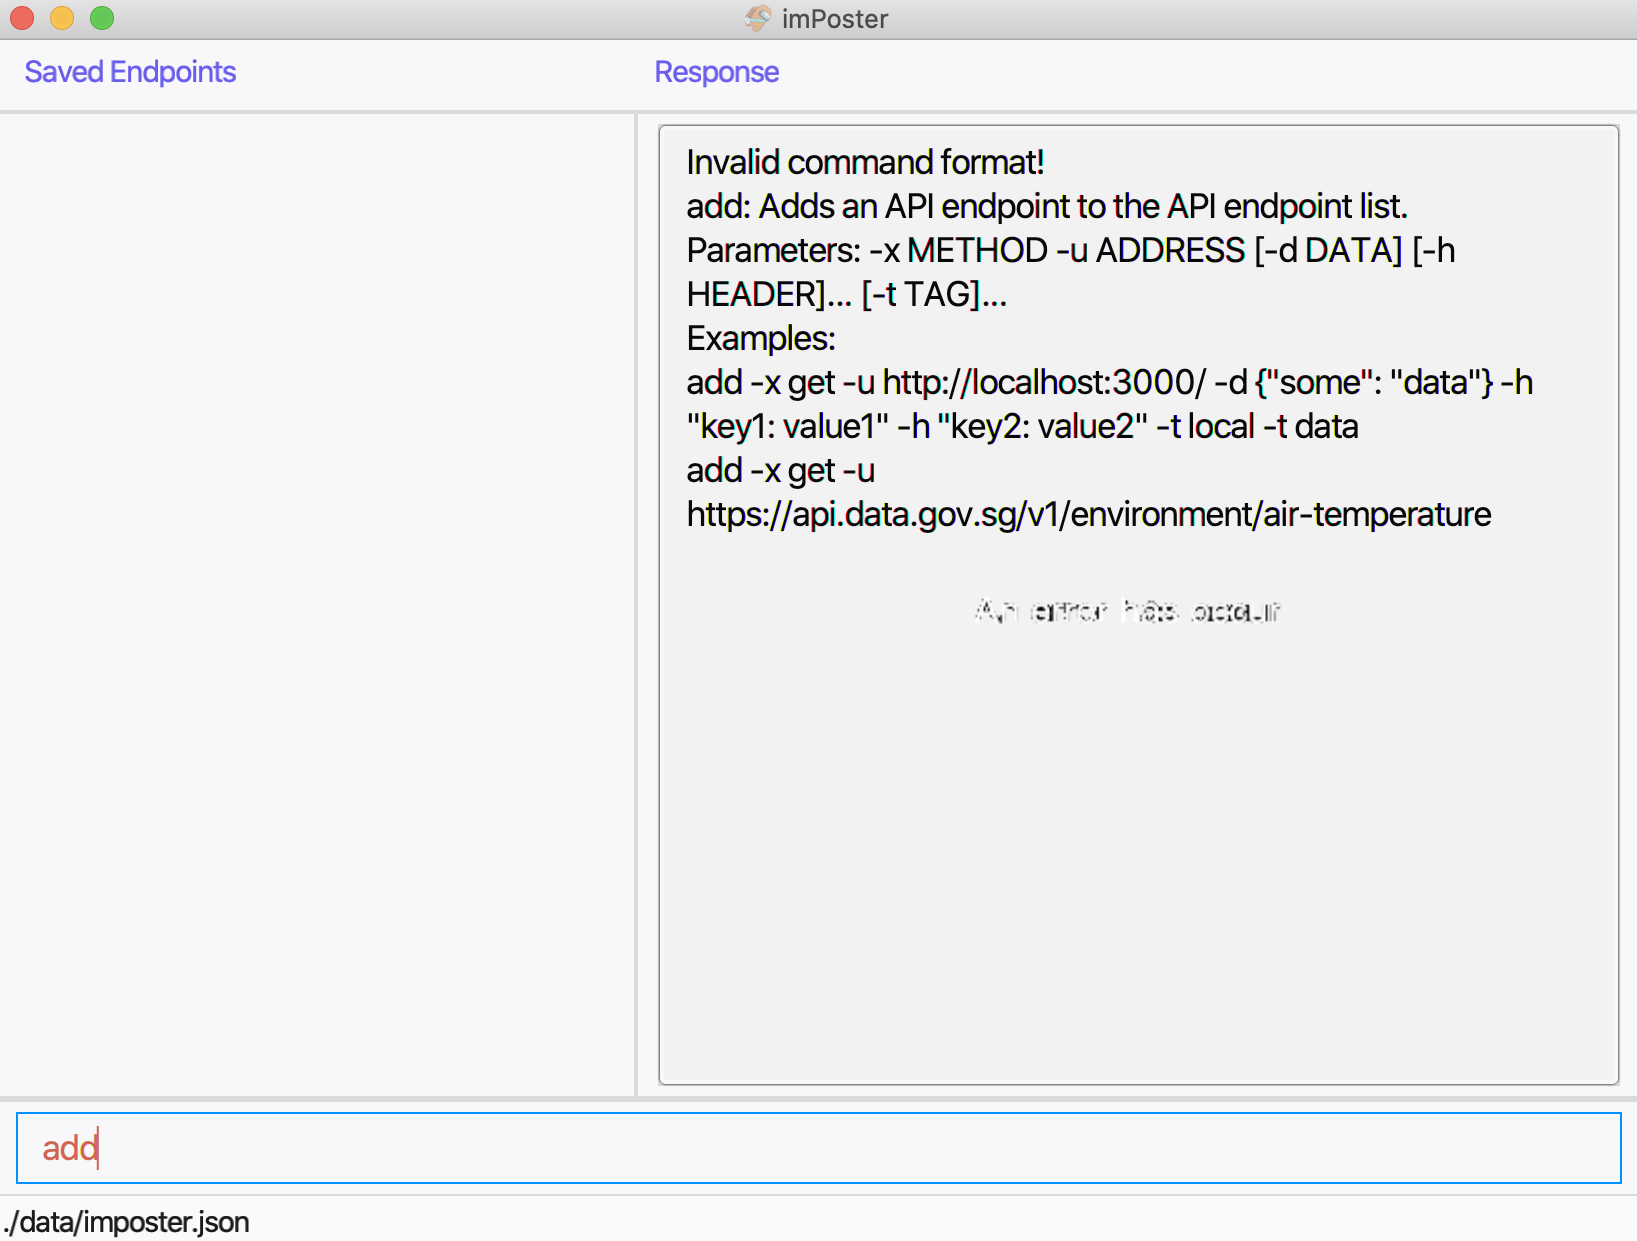 imPoster
Saved Endpoints
Response
Invalid command format!
add: Adds an API endpoint to the API endpoint list.
Parameters: -x METHOD -u ADDRESS [-d DATA] [-h
HEADER]... [-t TAG]...
Examples:
add -x get -u http://localhost:3000/ -d {"some": "data"} -h
"key1: value1" -h "key2: value2" -t local -t data
add -x get -u
https://api.data.gov.sg/v1/environment/air-temperature
An error has occur
add
./data/imposter.json